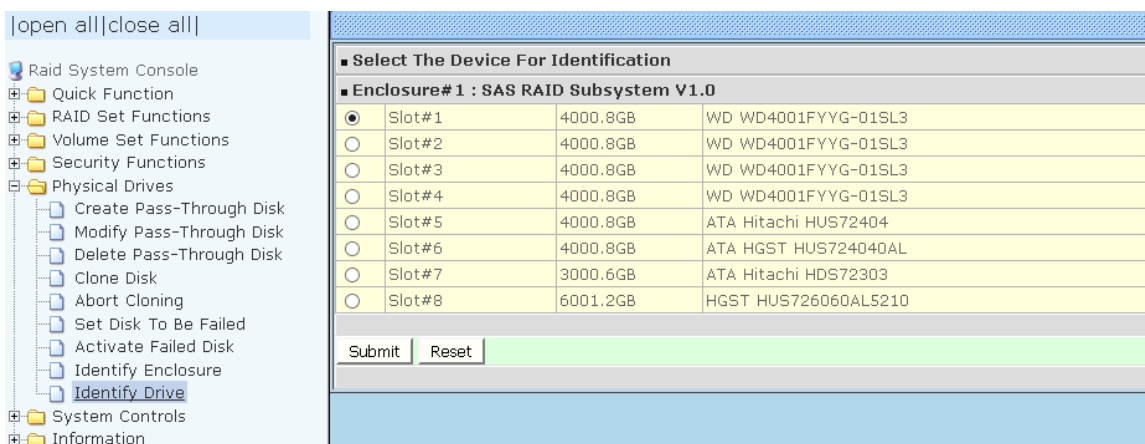 |open all|close all|
Raid System Console
Quick Function
RAID Set Functions
Volume Set Functions
Security Functions
Physical Drives
Create Pass-Through Disk
Modify Pass-Through Disk
Delete Pass-Through Disk
Clone Disk
Abort Cloning
Set Disk To Be Failed
Activate Failed Disk
Identify Enclosure
Identify Drive
System Controls
Information
Select The Device For Identification
Enclosure#1 : SAS RAID Subsystem V1.0
Slot#1 4000.8GB WD WD4001FYYG-01SL3
Slot#2 4000.8GB WD WD4001FYYG-01SL3
Slot#3 4000.8GB WD WD4001FYYG-01SL3
Slot#4 4000.8GB WD WD4001FYYG-01SL3
Slot#5 4000.8GB ATA Hitachi HUS72404
Slot#6 4000.8GB ATA HGST HUS724040AL
Slot#7 3000.6GB ATA Hitachi HDS72303
Slot#8 6001.2GB HGST HUS726060AL5210
Submit Reset